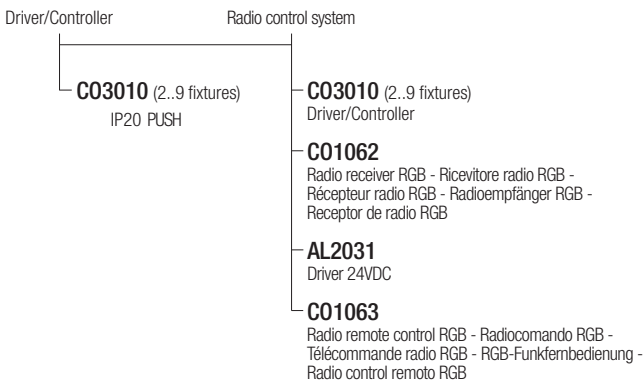 Driver/Controller
Radio control system
CO3010 (2..9 fixtures)
IP20 PUSH
CO3010 (2..9 fixtures)
Driver/Controller
CO1062
Radio receiver RGB - Ricevitore radio RGB -
Récepteur radio RGB - Radioempfänger RGB -
Receptor de radio RGB
AL2031
Driver 24VDC
CO1063
Radio remote control RGB - Radiocomando RGB -
Télécommande radio RGB - RGB-Funkfernbedienung -
Radio control remoto RGB